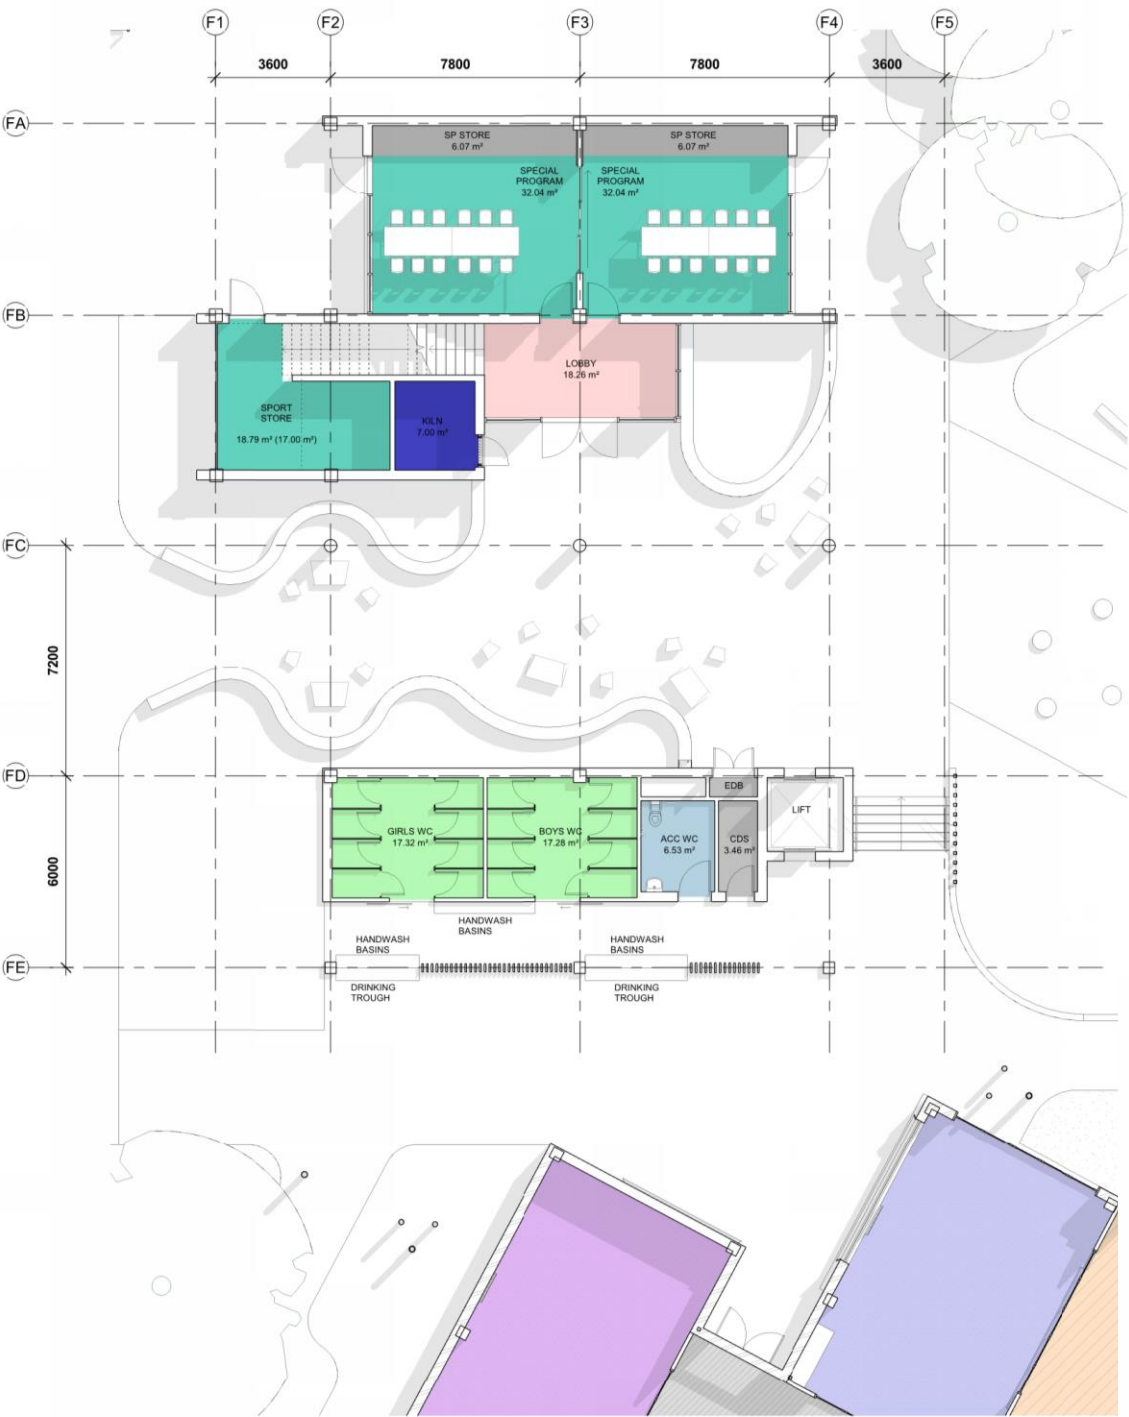 F1
F2
F3
F4
F5
3600
7800
7800
3600
FA
SP STORE
6.07 m²
SP STORE
6.07 m²
SPECIAL
PROGRAM
32.04 m²
SPECIAL
PROGRAM
32.04 m²
FB
LOBBY
18.26 m²
SPORT
STORE
18.79 m² (17.00 m²)
KILN
7.00 m²
FC
7200
FD
EDB
LIFT
GIRLS WC
17.32 m²
BOYS WC
17.28 m²
ACC WC
6.53 m²
CDS
3.46 m²
6000
HANDWASH
BASINS
HANDWASH
BASINS
HANDWASH
BASINS
FE
DRINKING
TROUGH
DRINKING
TROUGH